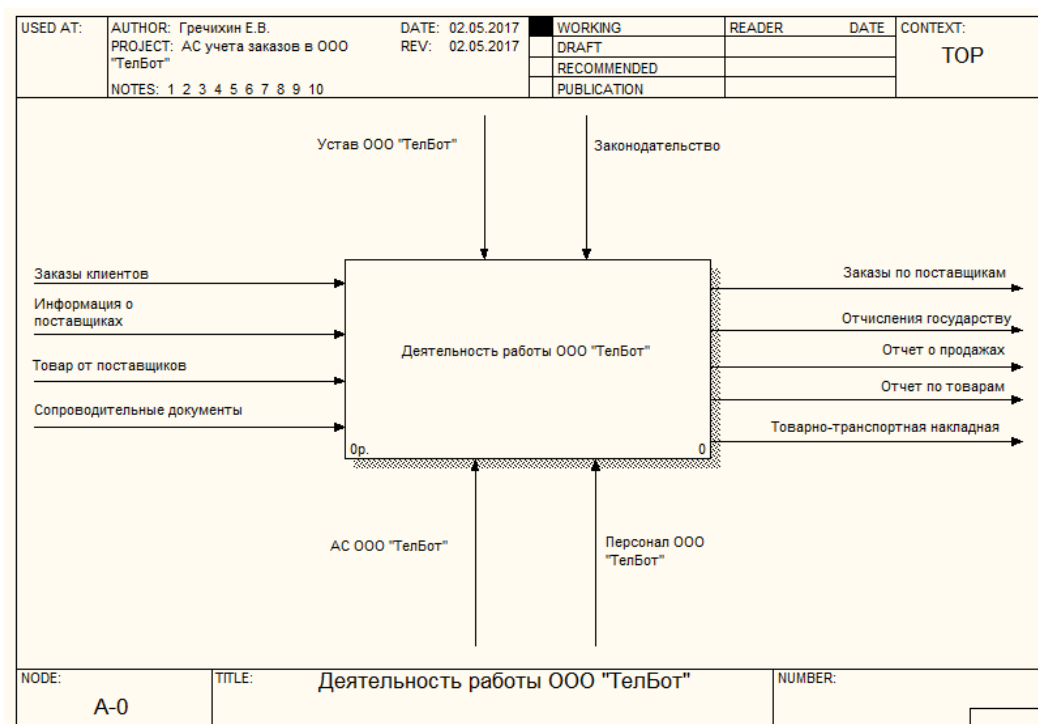 USED AT:
AUTHOR: Гречихин Е.В.
DATE: 02.05.2017
PROJECT: АС учета заказов в ООО
"ТелБот"
REV: 02.05.2017
NOTES: 1 2 3 4 5 6 7 8 9 10
WORKING
DRAFT
RECOMMENDED
PUBLICATION
READER DATE
CONTEXT:
TOP
Устав ООО "ТелБот"
Законодательство
Заказы клиентов
Информация о
поставщиках
Товар от поставщиков
Сопроводительные документы
Деятельность работы ООО "ТелБот"
0р. 0
Заказы по поставщикам
Отчисления государству
Отчет о продажах
Отчет по товарам
Товарно-транспортная накладная
АС ООО "ТелБот"
Персонал ООО
"ТелБот"
NODE:
A-0
TITLE:
Деятельность работы ООО "ТелБот"
NUMBER: